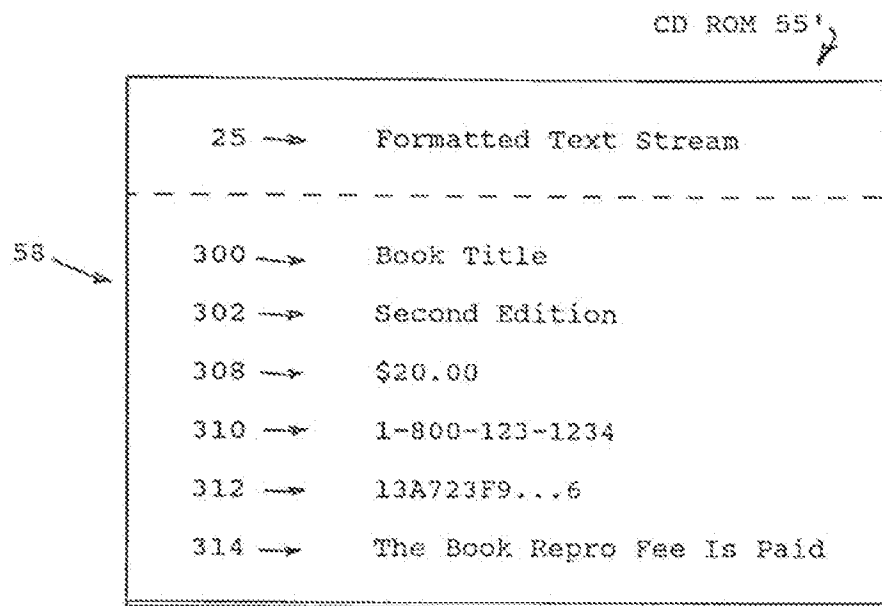 CD ROM 55'
25 → Formatted Text Stream
58
300 → Book Title
302 → Second Edition
308 → $20.00
310 → 1-800-123-1234
312 → 13A723F9...6
314 → The Book Repro Fee Is Paid